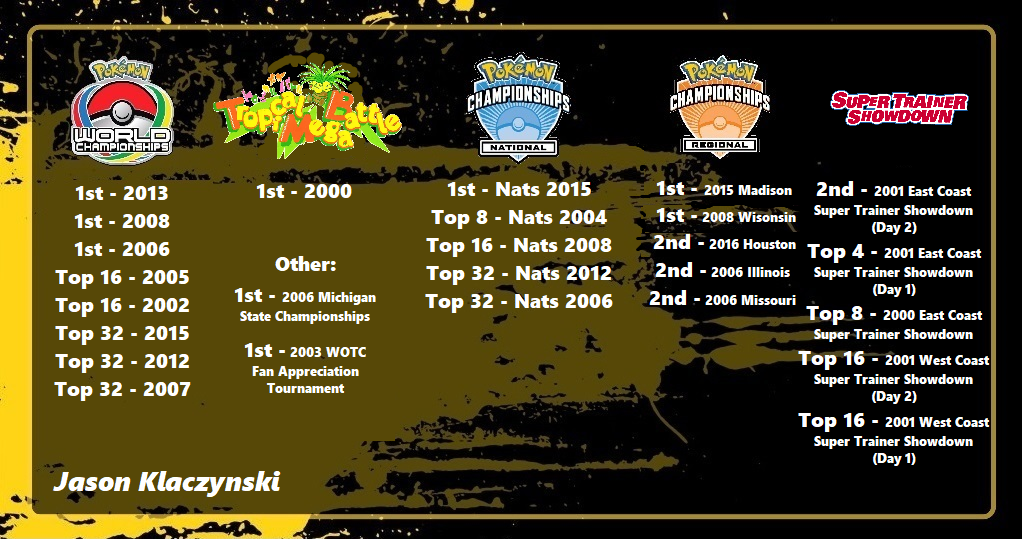 POKéMON
WORLD
CHAMPIONSHIPS
1st - 2013
1st - 2008
1st - 2006
Top 16 - 2005
Top 16 - 2002
Top 32 - 2015
Top 32 - 2012
Top 32 - 2007
Tropical
Mega
Battle
1st - 2000
Other:
1st - 2006 Michigan
State Championships
1st - 2003 WOTC
Fan Appreciation
Tournament
POKéMON
CHAMPIONSHIPS
NATIONAL
1st - Nats 2015
Top 8 - Nats 2004
Top 16 - Nats 2008
Top 32 - Nats 2012
Top 32 - Nats 2006
POKéMON
CHAMPIONSHIPS
REGIONAL
1st - 2015 Madison
1st - 2008 Wisonsin
2nd - 2016 Houston
2nd - 2006 Illinois
2nd - 2006 Missouri
SUPER TRAINER
SHOWDOWN
2nd - 2001 East Coast
Super Trainer Showdown
(Day 2)
Top 4 - 2001 East Coast
Super Trainer Showdown
(Day 1)
Top 8 - 2000 East Coast
Super Trainer Showdown
Top 16 - 2001 West Coast
Super Trainer Showdown
(Day 2)
Top 16 - 2001 West Coast
Super Trainer Showdown
(Day 1)
Jason Klaczynski